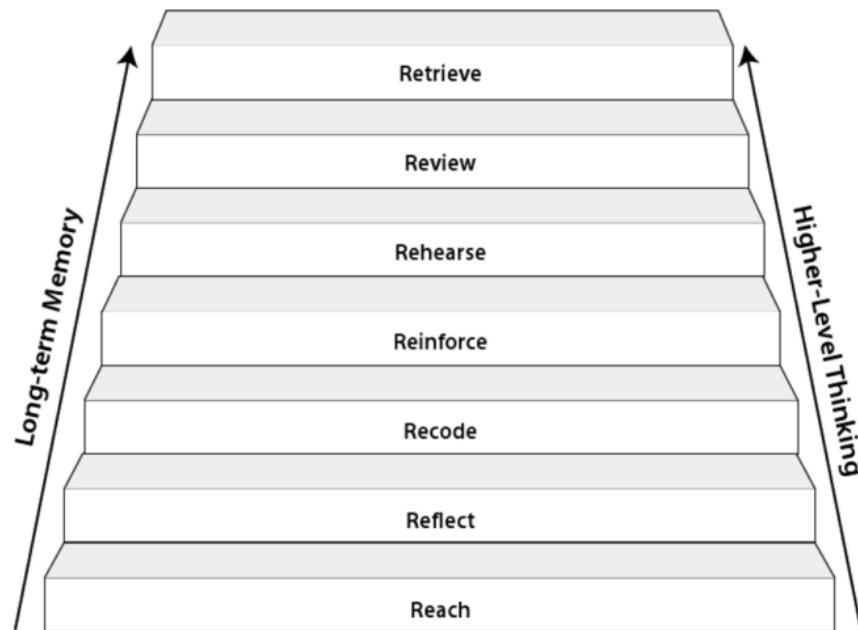 Retrieve
Review
Rehearse
Reinforce
Recode
Reflect
Reach
Long-term Memory
Higher-Level Thinking